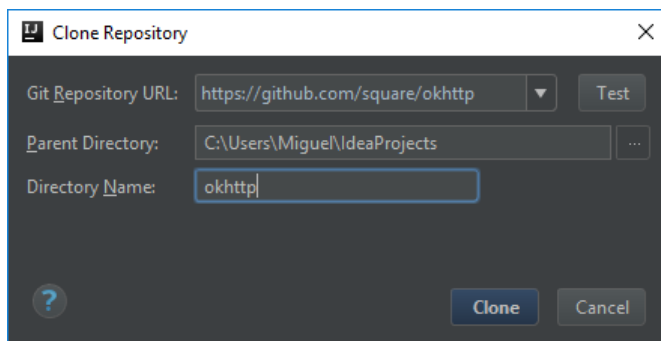 IJ Clone Repository
Git Repository URL: https://github.com/square/okhttp Test
Parent Directory: C:\Users\Miguel\IdeaProjects ...
Directory Name: okhttp
? Clone Cancel